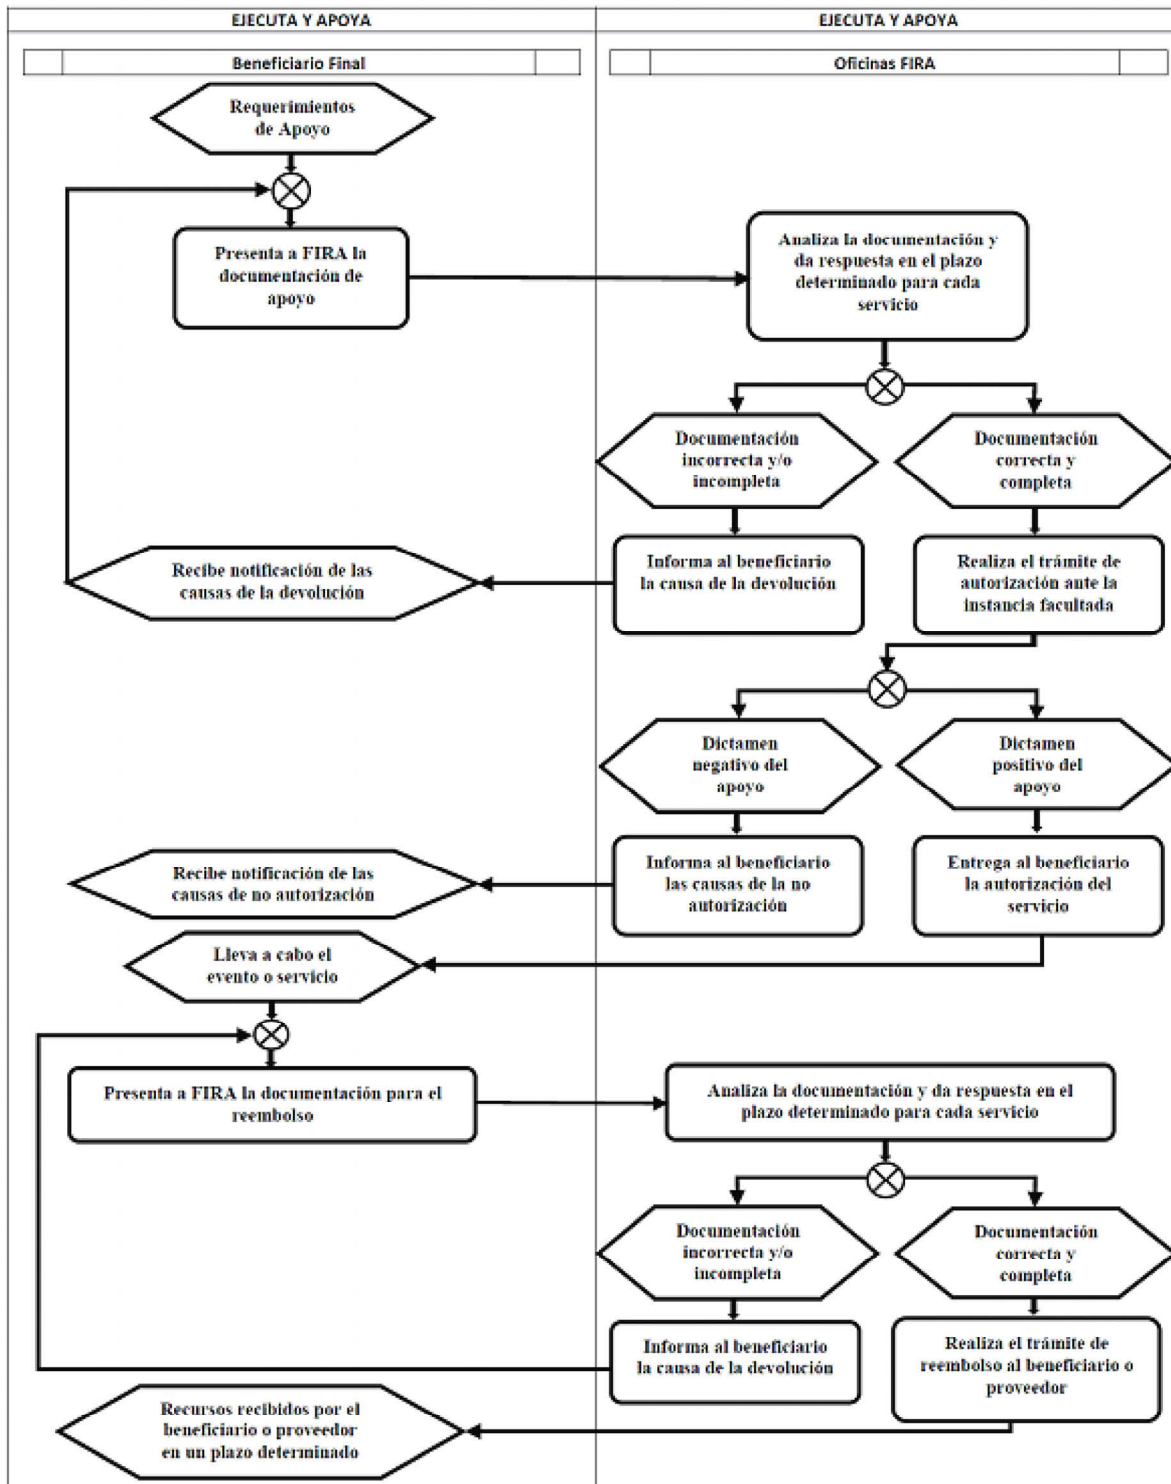 EJECUTA Y APOYA
EJECUTA Y APOYA
Beneficiario Final
Oficinas FIRA
Requerimientos
de Apoyo
Presenta a FIRA la
documentación de
apoyo
Analiza la documentación y
da respuesta en el plazo
determinado para cada
servicio
Documentación
incorrecta y/o
incompleta
Documentación
correcta y
completa
Informa al beneficiario
la causa de la devolución
Realiza el trámite de
autorización ante la
instancia facultada
Recibe notificación de las
causas de la devolución
Dictamen
negativo del
apoyo
Dictamen
positivo del
apoyo
Informa al beneficiario
las causas de la no
autorización
Entrega al beneficiario
la autorización del
servicio
Recibe notificación de las
causas de no autorización
Lleva a cabo el
evento o servicio
Presenta a FIRA la documentación para el
reembolso
Analiza la documentación y da respuesta en el
plazo determinado para cada servicio
Documentación
incorrecta y/o
incompleta
Documentación
correcta y
completa
Informa al beneficiario
la causa de la devolución
Realiza el trámite de
reembolso al beneficiario o
proveedor
Recursos recibidos por el
beneficiario o proveedor
en un plazo determinado